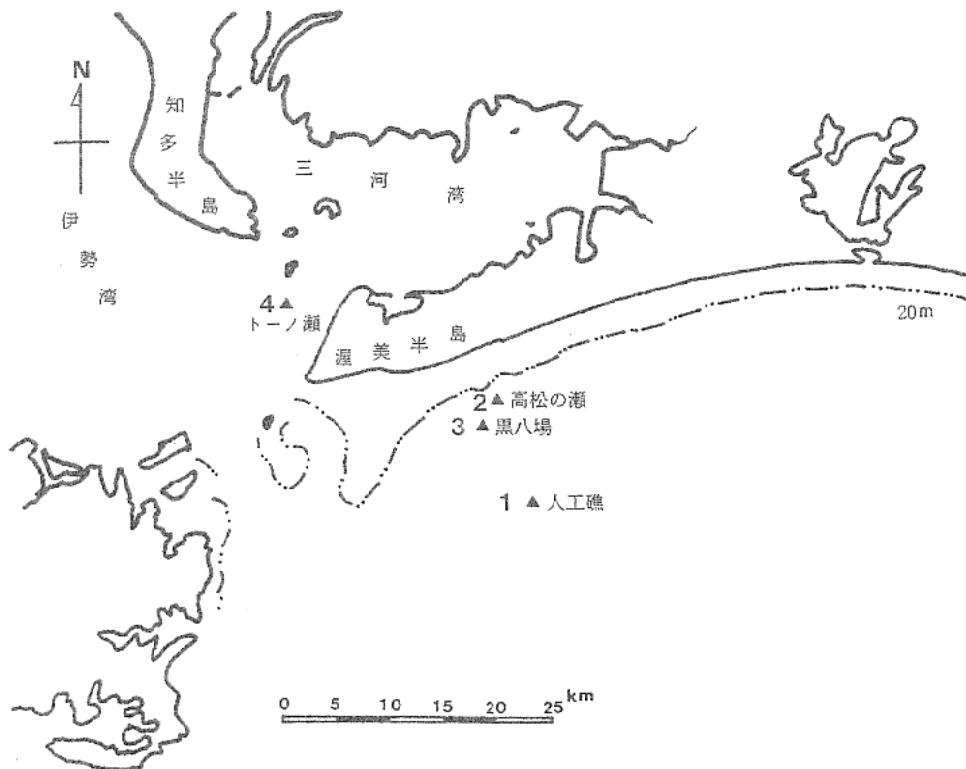 N
知多半島
三河湾
伊勢湾
4
トーノ瀬
渥美半島
20m
2 高松の瀬
3 黒八場
1 人工礁
0 5 10 15 20 25 km